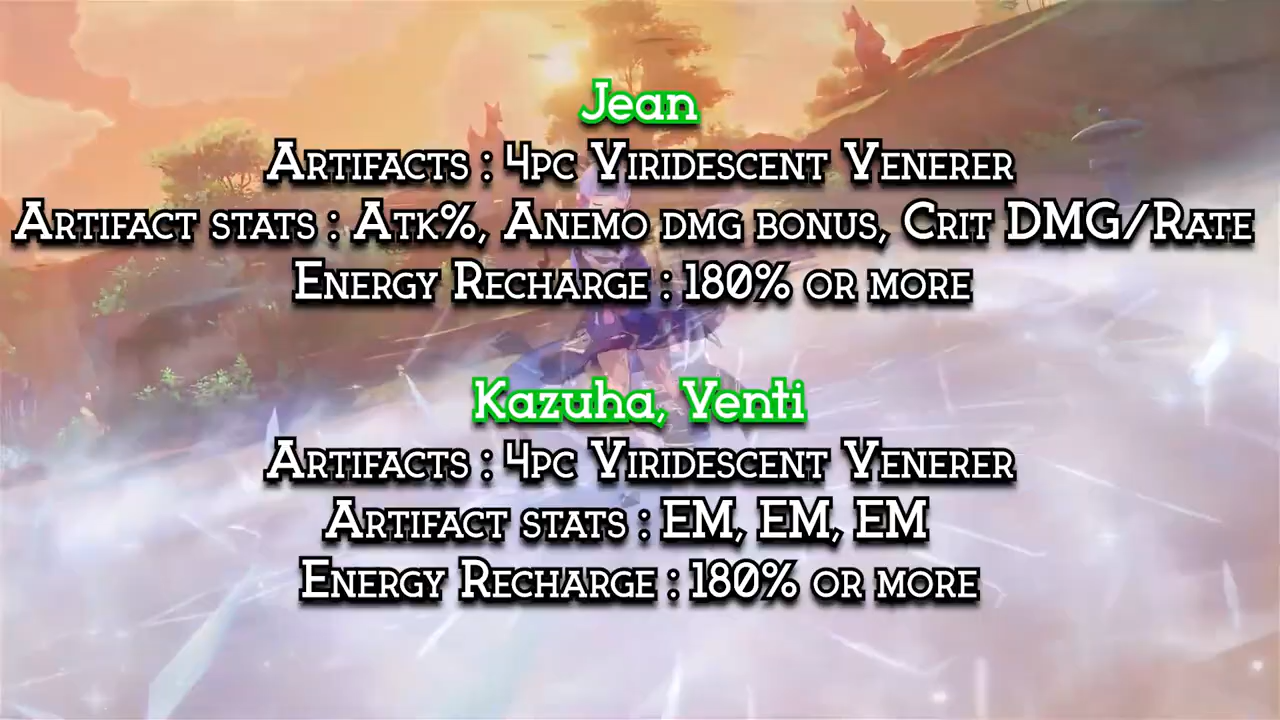 Jean
Artifacts : 4pc Viridescent Venerer
Artifact stats : Atk%, Anemo dmg bonus, Crit DMG/Rate
Energy Recharge : 180% or more
Kazuha, Venti
Artifacts : 4pc Viridescent Venerer
Artifact stats : EM, EM, EM
Energy Recharge : 180% or more